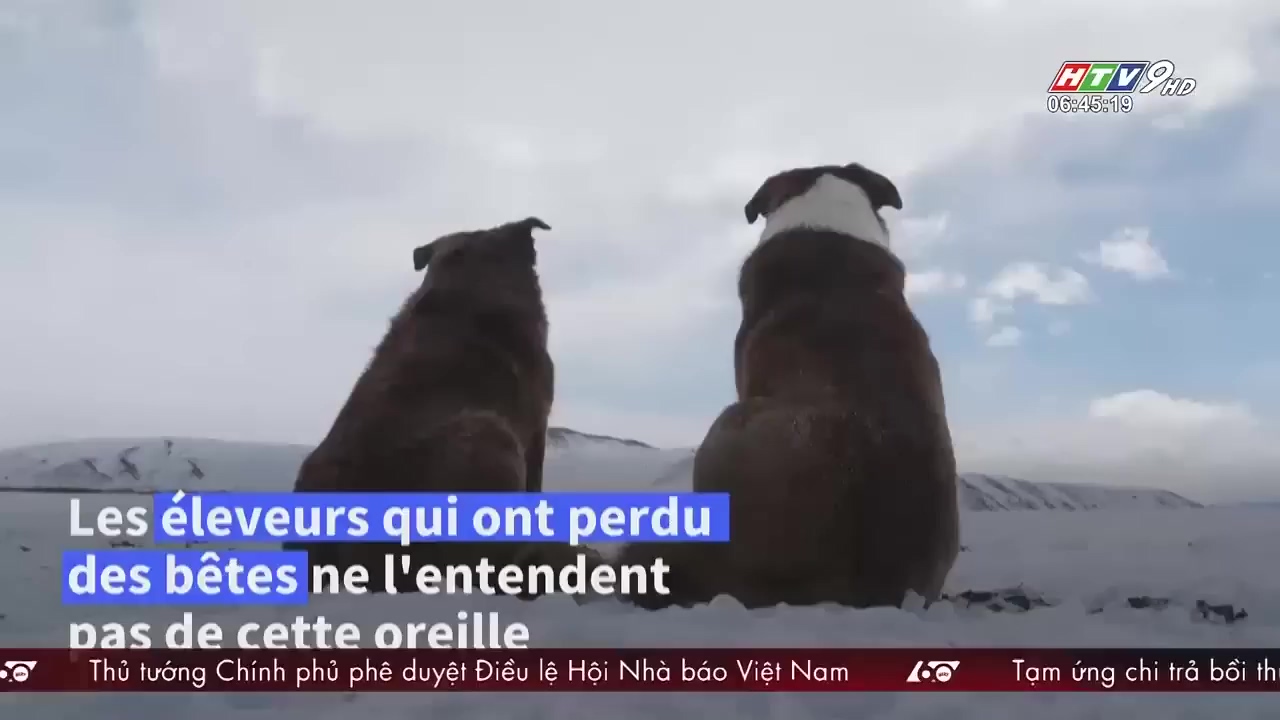 HTV9HD
06:45:19
Les éleveurs qui ont perdu
des bêtes ne l'entendent
pas de cette oreille
Thủ tướng Chính phủ phê duyệt Điều lệ Hội Nhà báo Việt Nam
Tạm ứng chi trả bồi